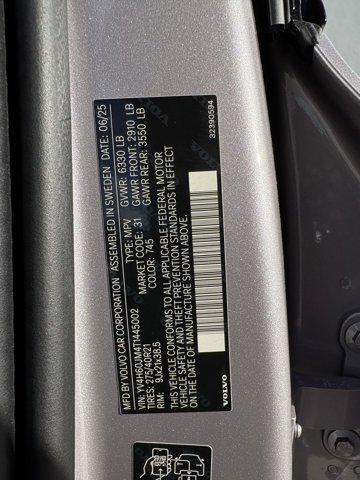 MFD BY VOLVO CAR CORPORATION ASSEMBLED IN SWEDEN DATE: 06/25
VIN: YV4H60JM4T1445002 GVWR: 6330 LB
TIRES: 275/40R21 TYPE: MPV GAWR FRONT: 2910 LB
RIM: 9Jx21x38.5 MARKET CODE: 31 GAWR REAR: 3550 LB
COLOR: 745
THIS VEHICLE CONFORMS TO ALL APPLICABLE FEDERAL MOTOR
VEHICLE SAFETY AND THEFT PREVENTION STANDARDS IN EFFECT
ON THE DATE OF MANUFACTURE SHOWN ABOVE.
VOLVO
32390594